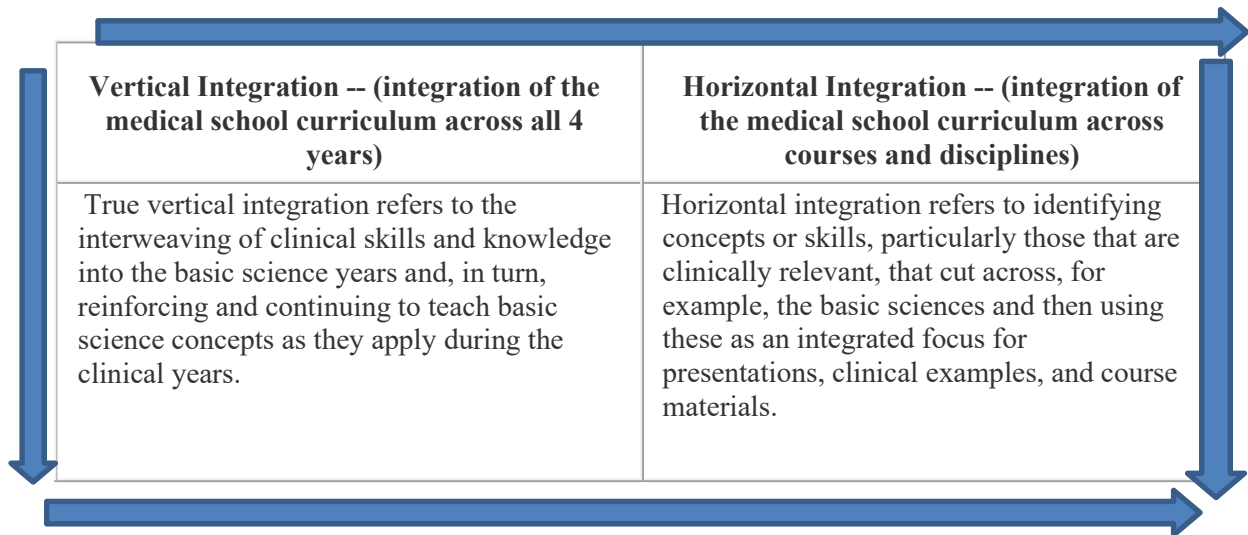 Vertical Integration -- (integration of the
medical school curriculum across all 4
years)
Horizontal Integration -- (integration of
the medical school curriculum across
courses and disciplines)
True vertical integration refers to the
interweaving of clinical skills and knowledge
into the basic science years and, in turn,
reinforcing and continuing to teach basic
science concepts as they apply during the
clinical years.
Horizontal integration refers to identifying
concepts or skills, particularly those that are
clinically relevant, that cut across, for
example, the basic sciences and then using
these as an integrated focus for
presentations, clinical examples, and course
materials.